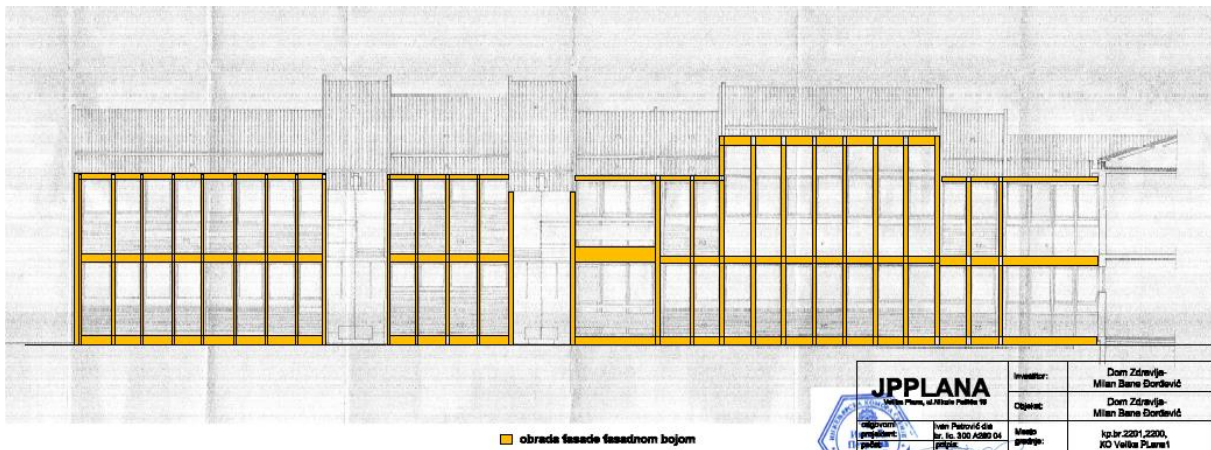 JPPLANA
Velika Plana, ul.Nikole Pašića 18
Investitor:
Dom Zdravlja-
Milan Bane Đorđević
Objekat:
Dom Zdravlja-
Milan Bane Đorđević
odgovorni
projektant:
Ivan Petrović dia
br. lic. 300 A280 04
pečat:
potpis:
Mesto
gradnje:
kp.br.2201,2200,
KO Velika PLana1
obrada fasade fasadnom bojom